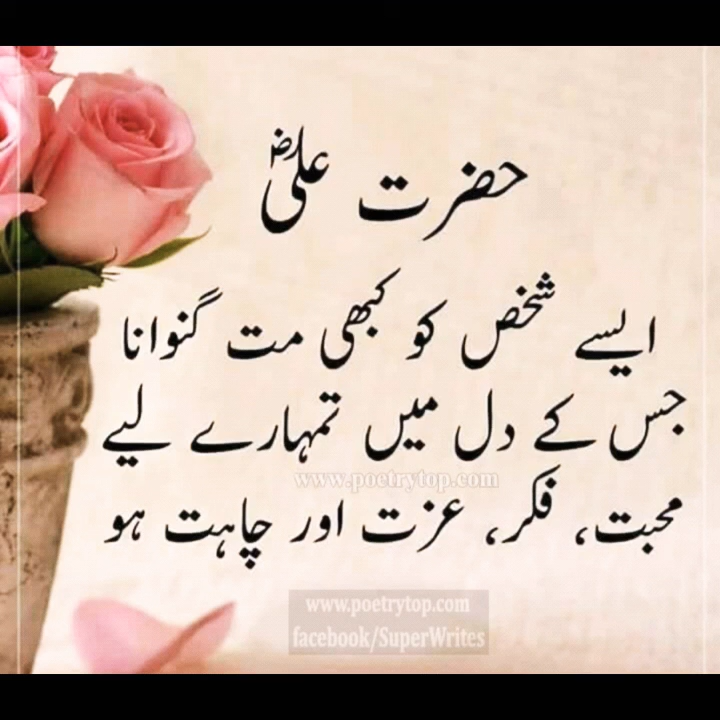 حضرت علیؓ
ایسے شخص کو کبھی مت گنوانا
جس کے دل میں تمہارے لیے
www.poetrytop.com
محبت، فکر، عزت اور چاہت ہو
www.poetrytop.com
facebook/SuperWrites